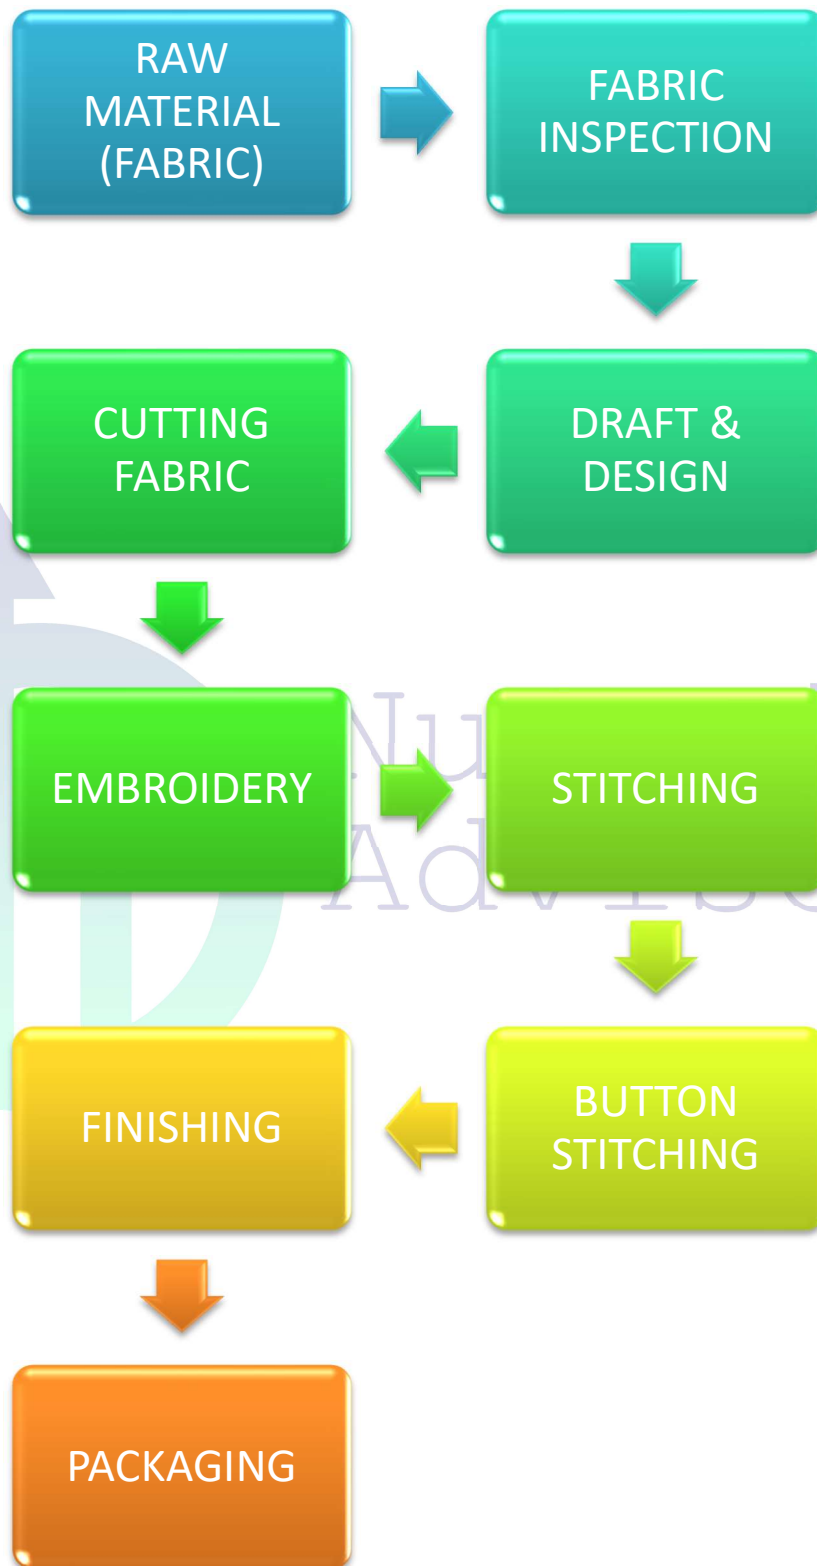 RAW
MATERIAL
(FABRIC)
FABRIC
INSPECTION
DRAFT &
DESIGN
CUTTING
FABRIC
EMBROIDERY
STITCHING
BUTTON
STITCHING
FINISHING
PACKAGING